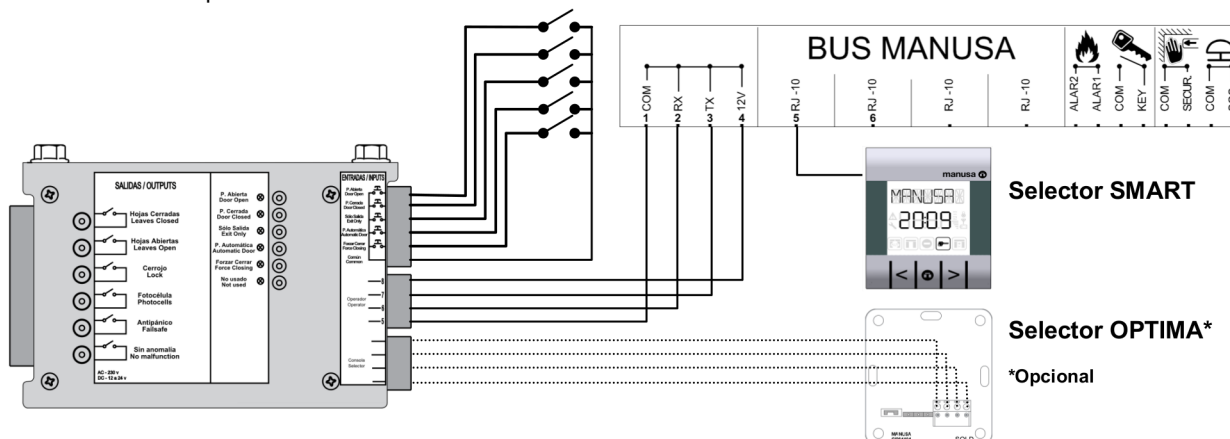 SALIDAS / OUTPUTS
Hojas Cerradas
Leaves Closed
Hojas Abiertas
Leaves Open
Cerrojo
Lock
Fotocélula
Photocells
Antipánico
Failsafe
Sin anomalía
No malfunction
AC - 230 v
DC - 12 a 24 v
P. Abierta
Door Open
P. Cerrada
Door Closed
Sólo Salida
Exit Only
P. Automática
Automatic Door
Forzar Cerrar
Force Closing
No usado
Not used
ENTRADAS / INPUTS
P. Abierta
Door Open
P. Cerrada
Door Closed
Sólo Salida
Exit Only
P. Automática
Automatic Door
Forzar Cerrar
Force Closing
Común
Common
8
7
6
5
Operador
Operator
Consola
Selector
BUS MANUSA
COM
1
RX
2
TX
3
12V
4
RJ -10
5
RJ -10
6
RJ -10
RJ -10
ALAR2
ALAR1
COM
KEY
COM
SECUR.
COM
manusa
MANUSA
2009
< >
Selector SMART
Selector OPTIMA*
*Opcional
MANUSA